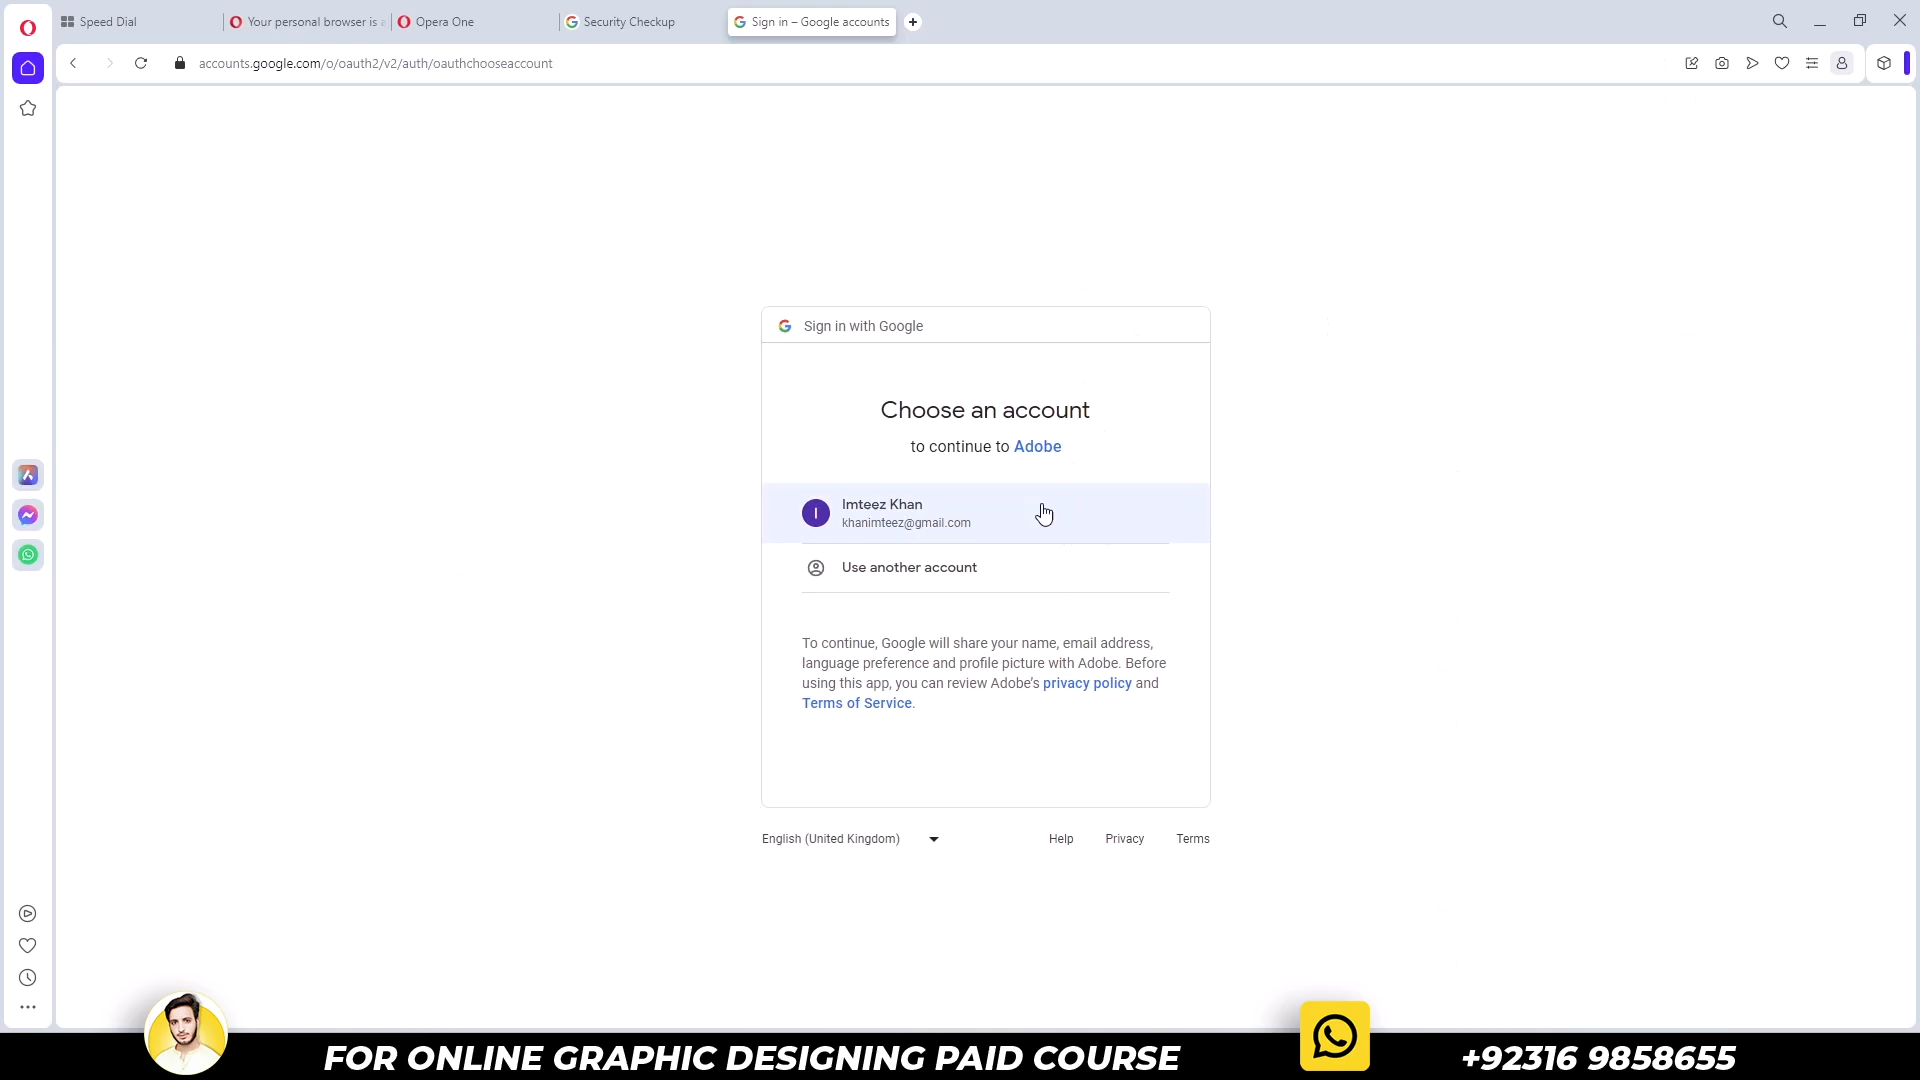 Speed Dial
Your personal browser is a
Opera One
Security Checkup
Sign in – Google accounts
accounts.google.com/o/oauth2/v2/auth/oauthchooseaccount
Sign in with Google
Choose an account
to continue to Adobe
I
Imteez Khan
khanimteez@gmail.com
Use another account
To continue, Google will share your name, email address,
language preference and profile picture with Adobe. Before
using this app, you can review Adobe's privacy policy and
Terms of Service.
English (United Kingdom)
Help
Privacy
Terms
FOR ONLINE GRAPHIC DESIGNING PAID COURSE
+92316 9858655